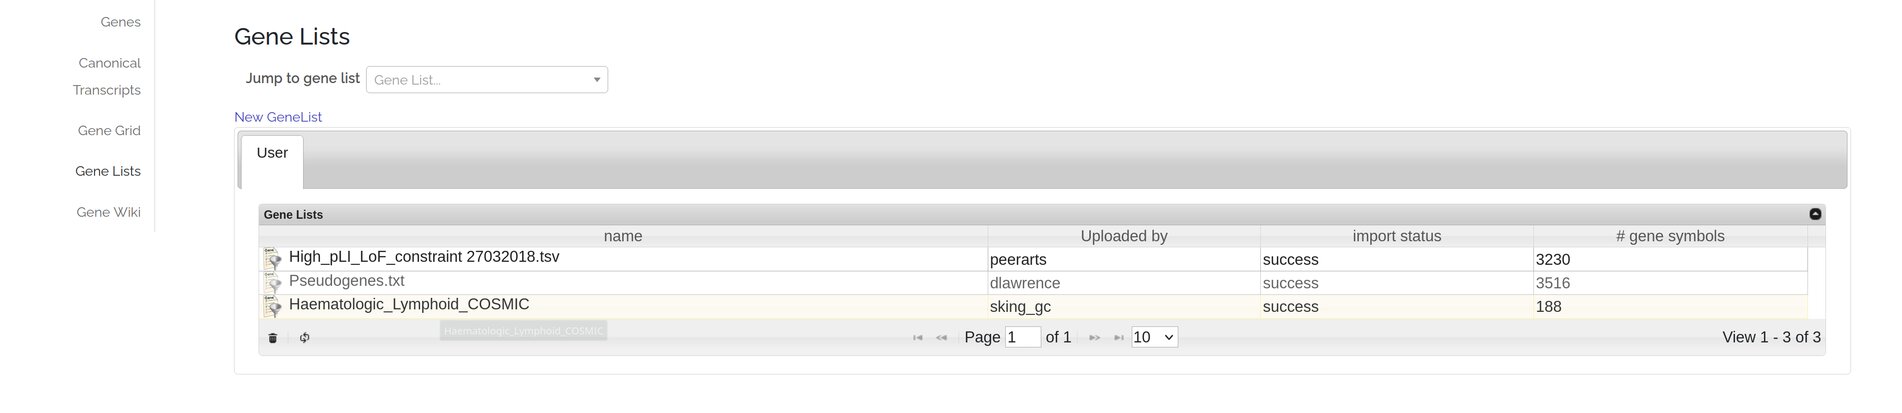 Genes
Canonical
Transcripts
Gene Grid
Gene Lists
Gene Wiki
Gene Lists
Jump to gene list Gene List...
New GeneList
User
Gene Lists
name Uploaded by import status # gene symbols
High_pLI_LoF_constraint 27032018.tsv peerarts success 3230
Pseudogenes.txt dlawrence success 3516
Haematologic_Lymphoid_COSMIC sking_gc success 188
Haematologic_Lymphoid_COSMIC
Page 1 of 1 10 View 1 - 3 of 3